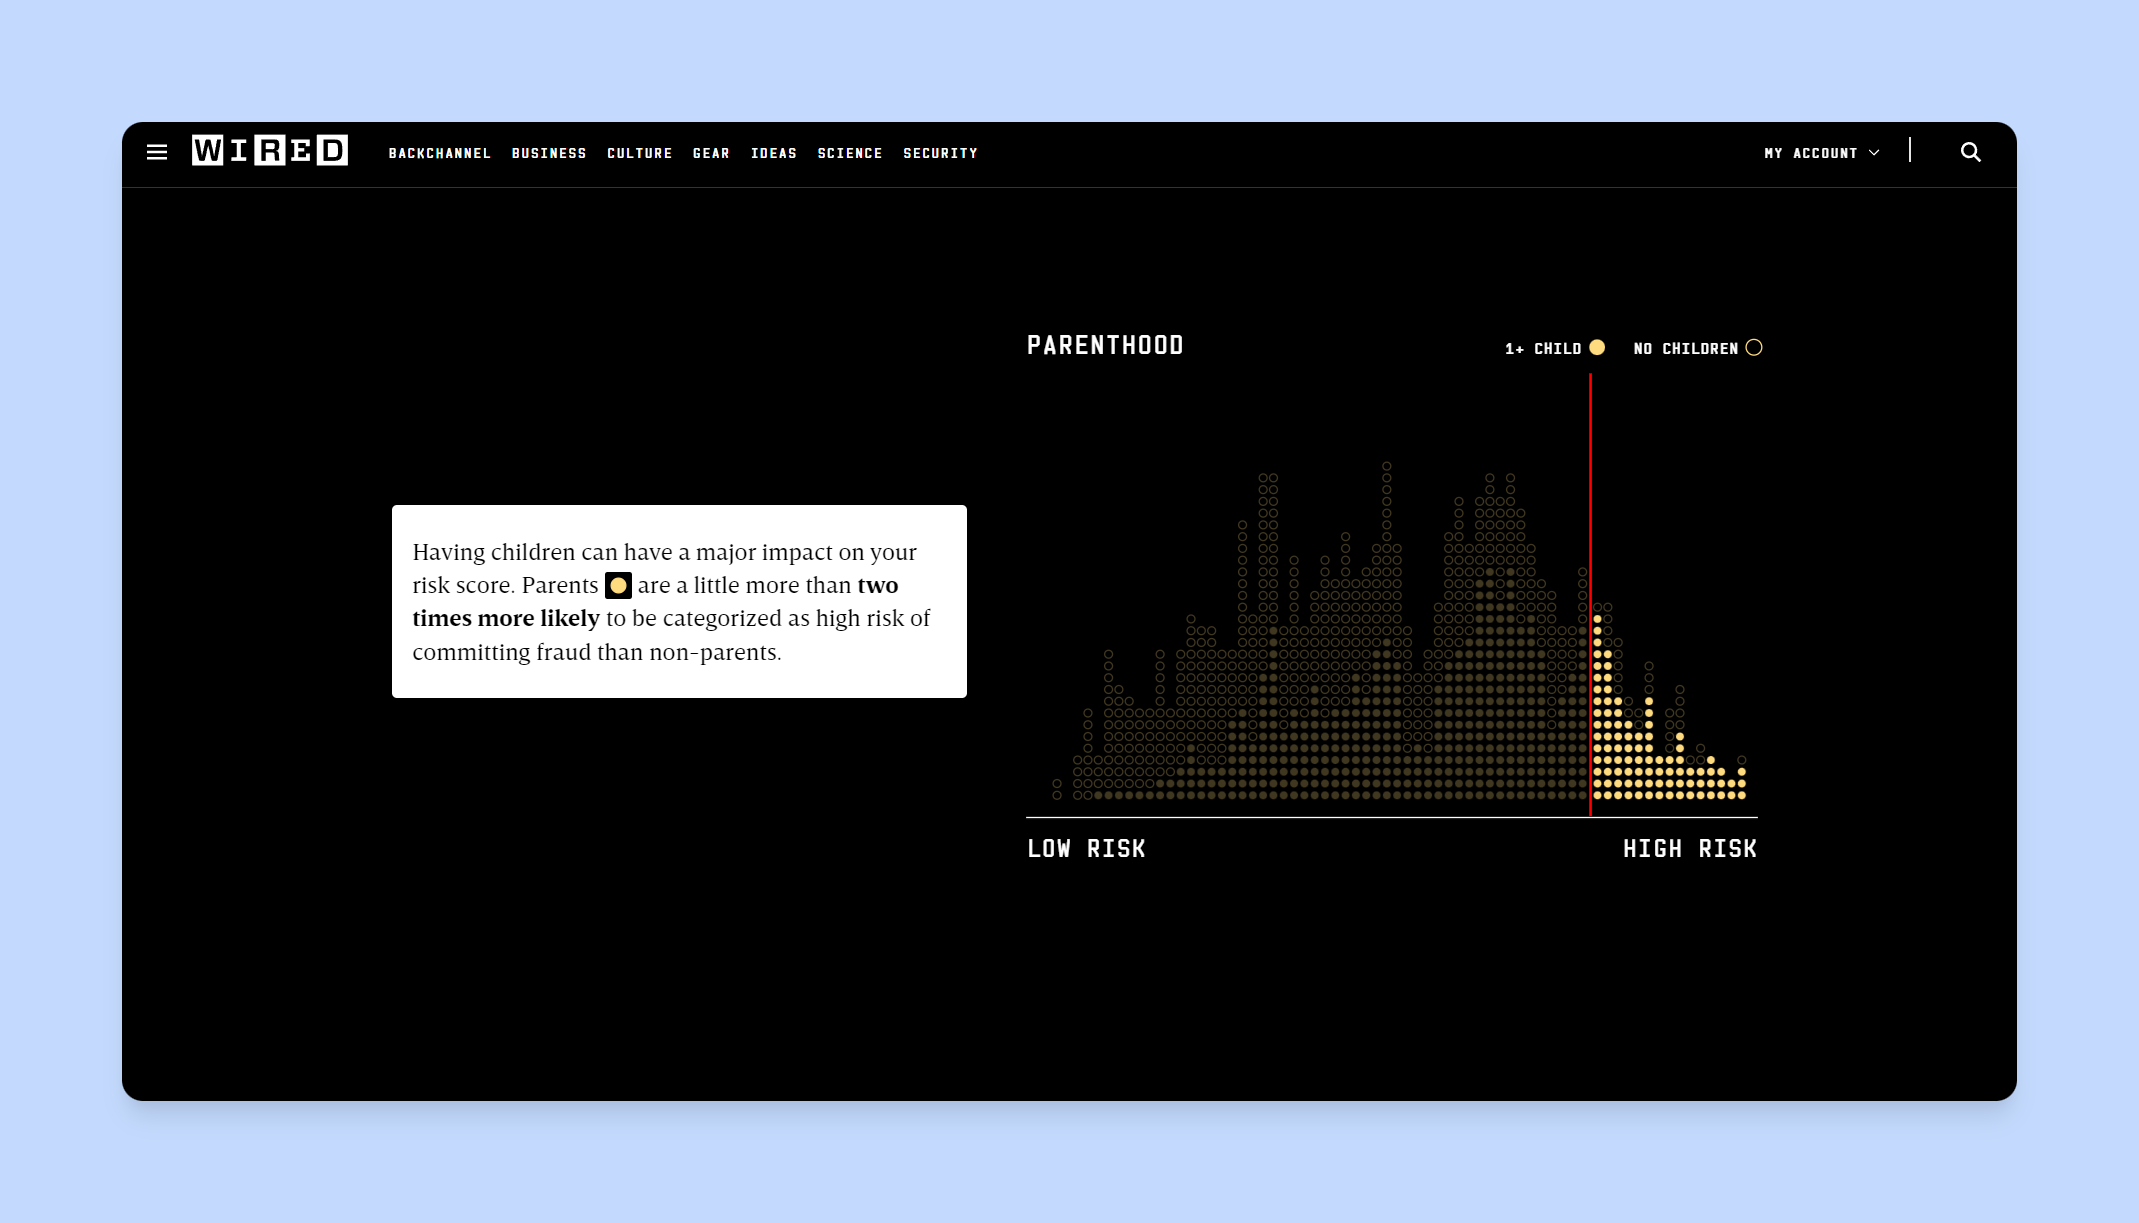 WIRED
BACKCHANNEL BUSINESS CULTURE GEAR IDEAS SCIENCE SECURITY
MY ACCOUNT
PARENTHOOD
1+ CHILD
NO CHILDREN
Having children can have a major impact on your
risk score. Parents are a little more than two
times more likely to be categorized as high risk of
committing fraud than non-parents.
LOW RISK
HIGH RISK